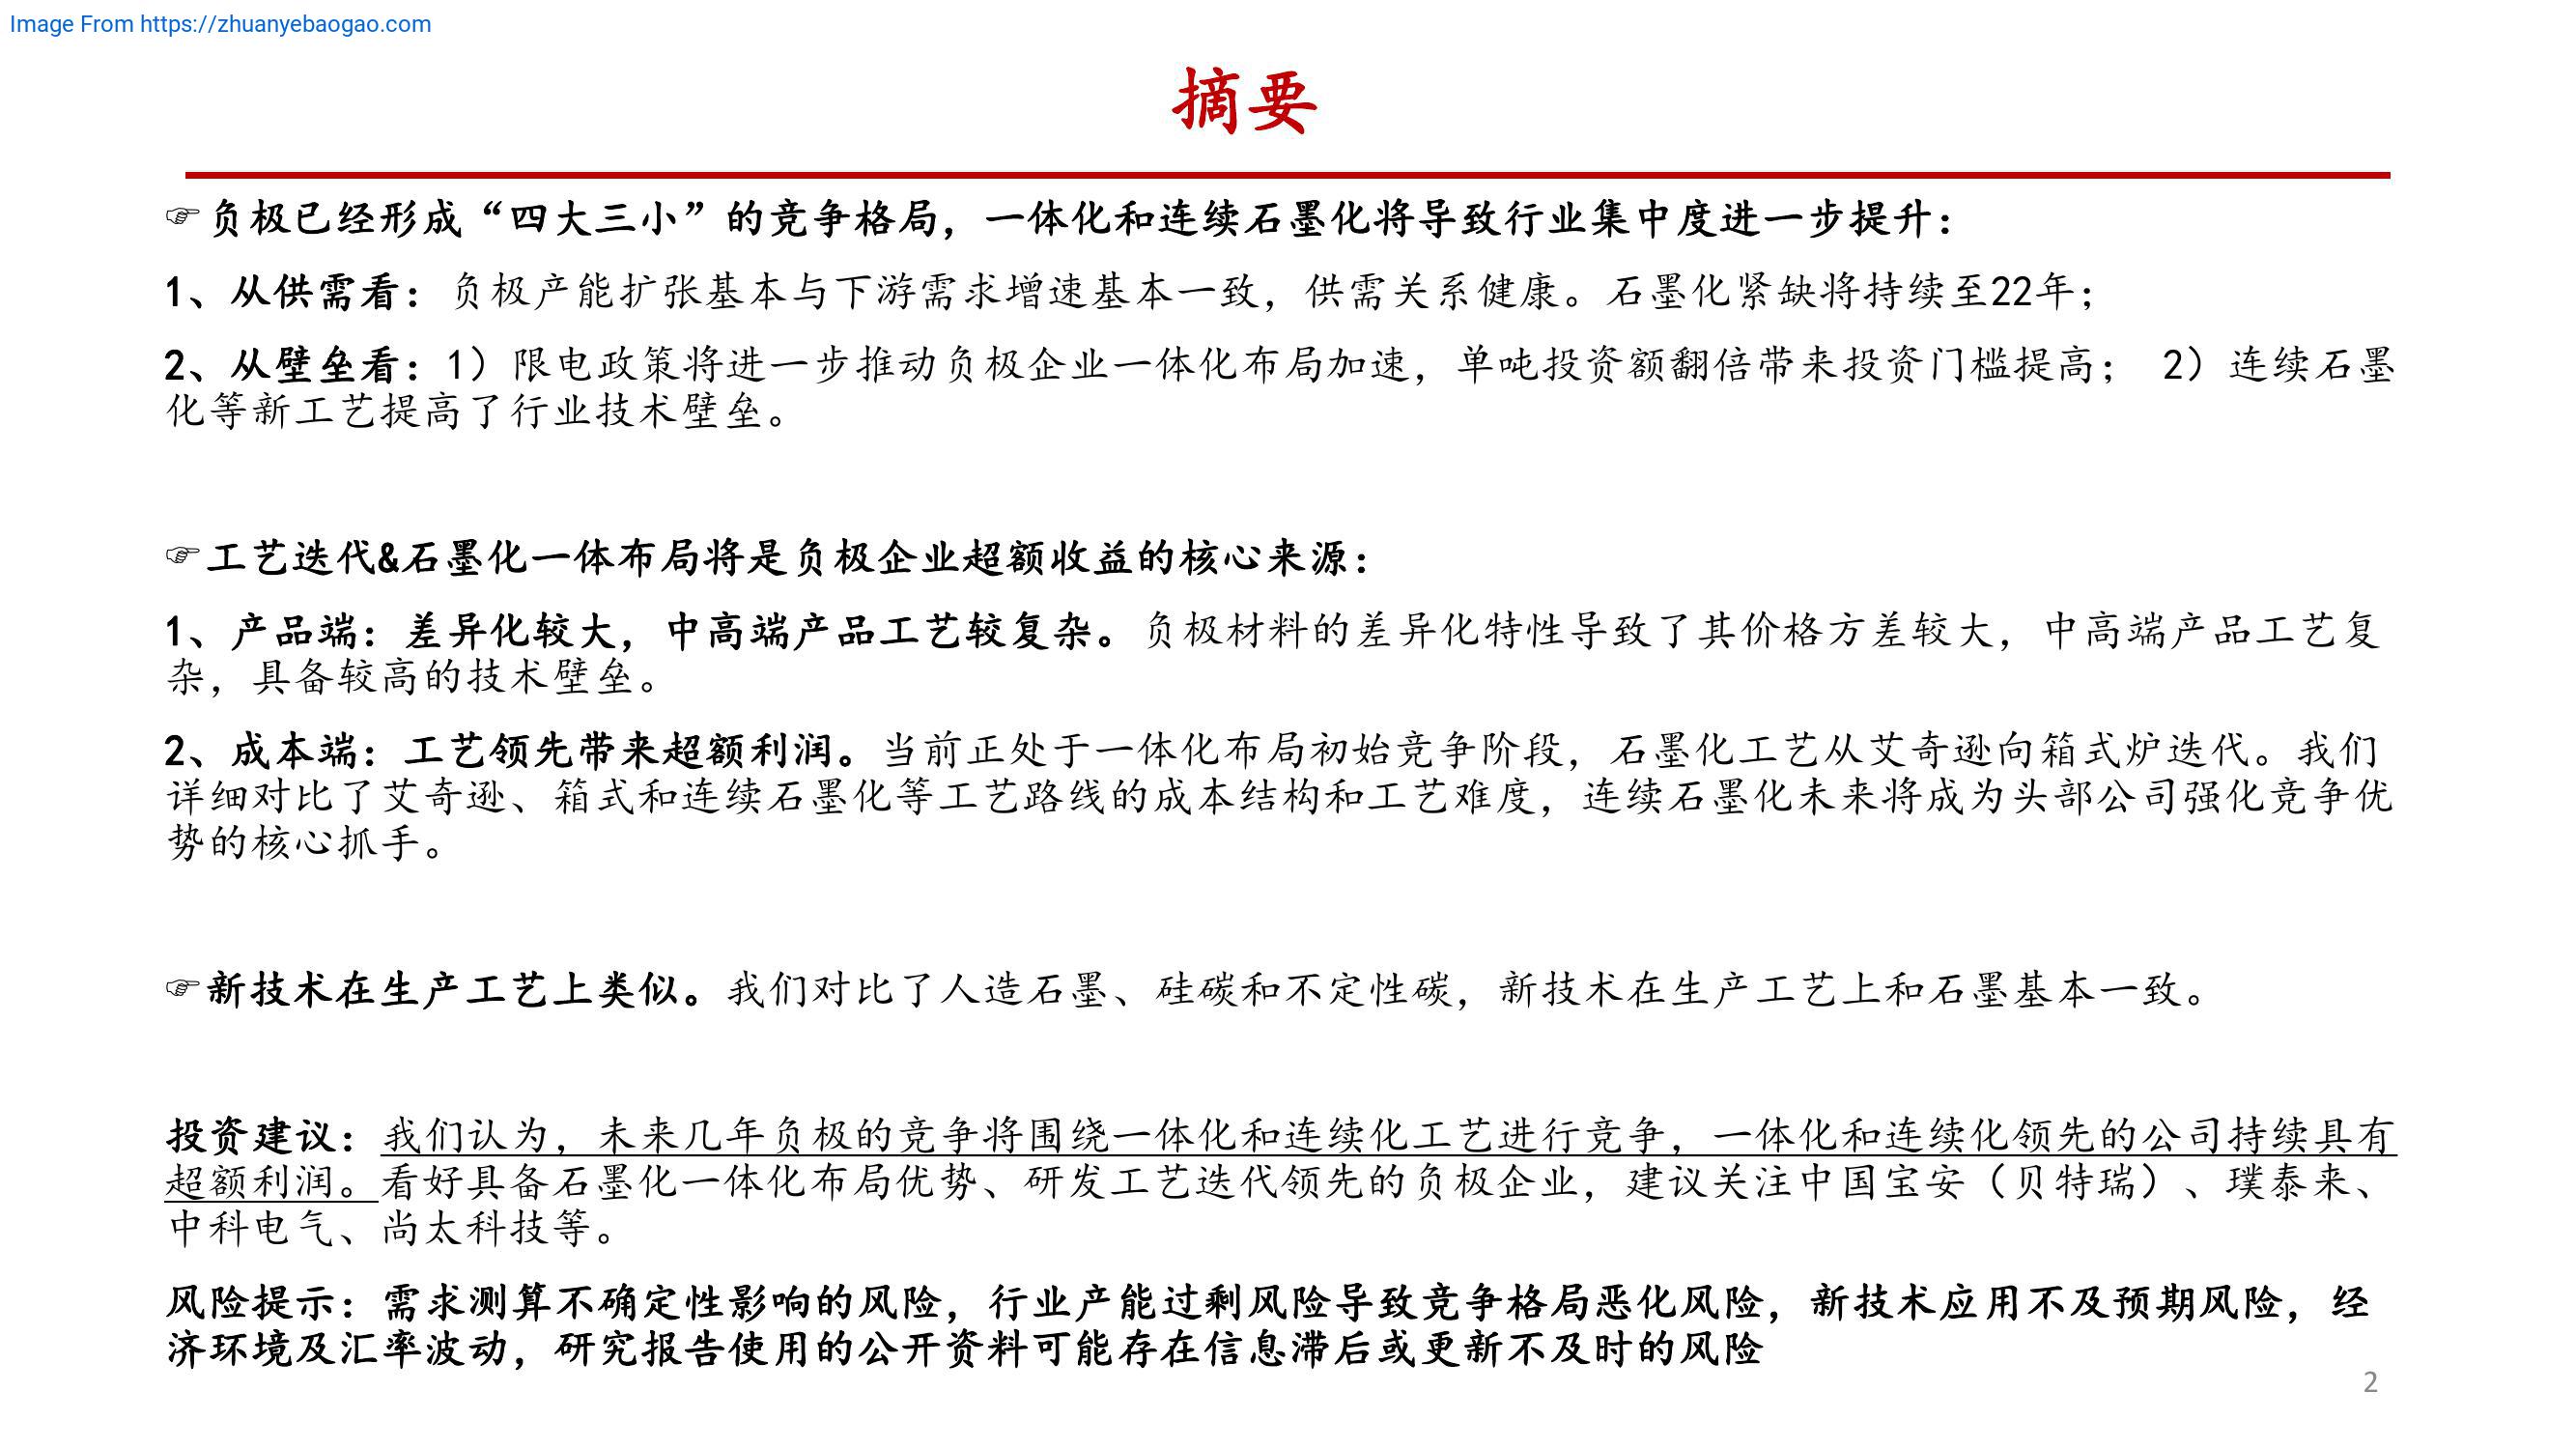 Image From https://zhuanyebaogao.com
摘要
☞负极已经形成“四大三小”的竞争格局，一体化和连续石墨化将导致行业集中度进一步提升：
1、从供需看：负极产能扩张基本与下游需求增速基本一致，供需关系健康。石墨化紧缺将持续至22年；
2、从壁垒看：1）限电政策将进一步推动负极企业一体化布局加速，单吨投资额翻倍带来投资门槛提高； 2）连续石墨
化等新工艺提高了行业技术壁垒。
☞工艺迭代&石墨化一体布局将是负极企业超额收益的核心来源：
1、产品端：差异化较大，中高端产品工艺较复杂。负极材料的差异化特性导致了其价格方差较大，中高端产品工艺复
杂，具备较高的技术壁垒。
2、成本端：工艺领先带来超额利润。当前正处于一体化布局初始竞争阶段，石墨化工艺从艾奇逊向箱式炉迭代。我们
详细对比了艾奇逊、箱式和连续石墨化等工艺路线的成本结构和工艺难度，连续石墨化未来将成为头部公司强化竞争优
势的核心抓手。
☞新技术在生产工艺上类似。我们对比了人造石墨、硅碳和不定性碳，新技术在生产工艺上和石墨基本一致。
投资建议：我们认为，未来几年负极的竞争将围绕一体化和连续化工艺进行竞争，一体化和连续化领先的公司持续具有
超额利润。看好具备石墨化一体化布局优势、研发工艺迭代领先的负极企业，建议关注中国宝安（贝特瑞）、璞泰来、
中科电气、尚太科技等。
风险提示：需求测算不确定性影响的风险，行业产能过剩风险导致竞争格局恶化风险，新技术应用不及预期风险，经
济环境及汇率波动，研究报告使用的公开资料可能存在信息滞后或更新不及时的风险
2